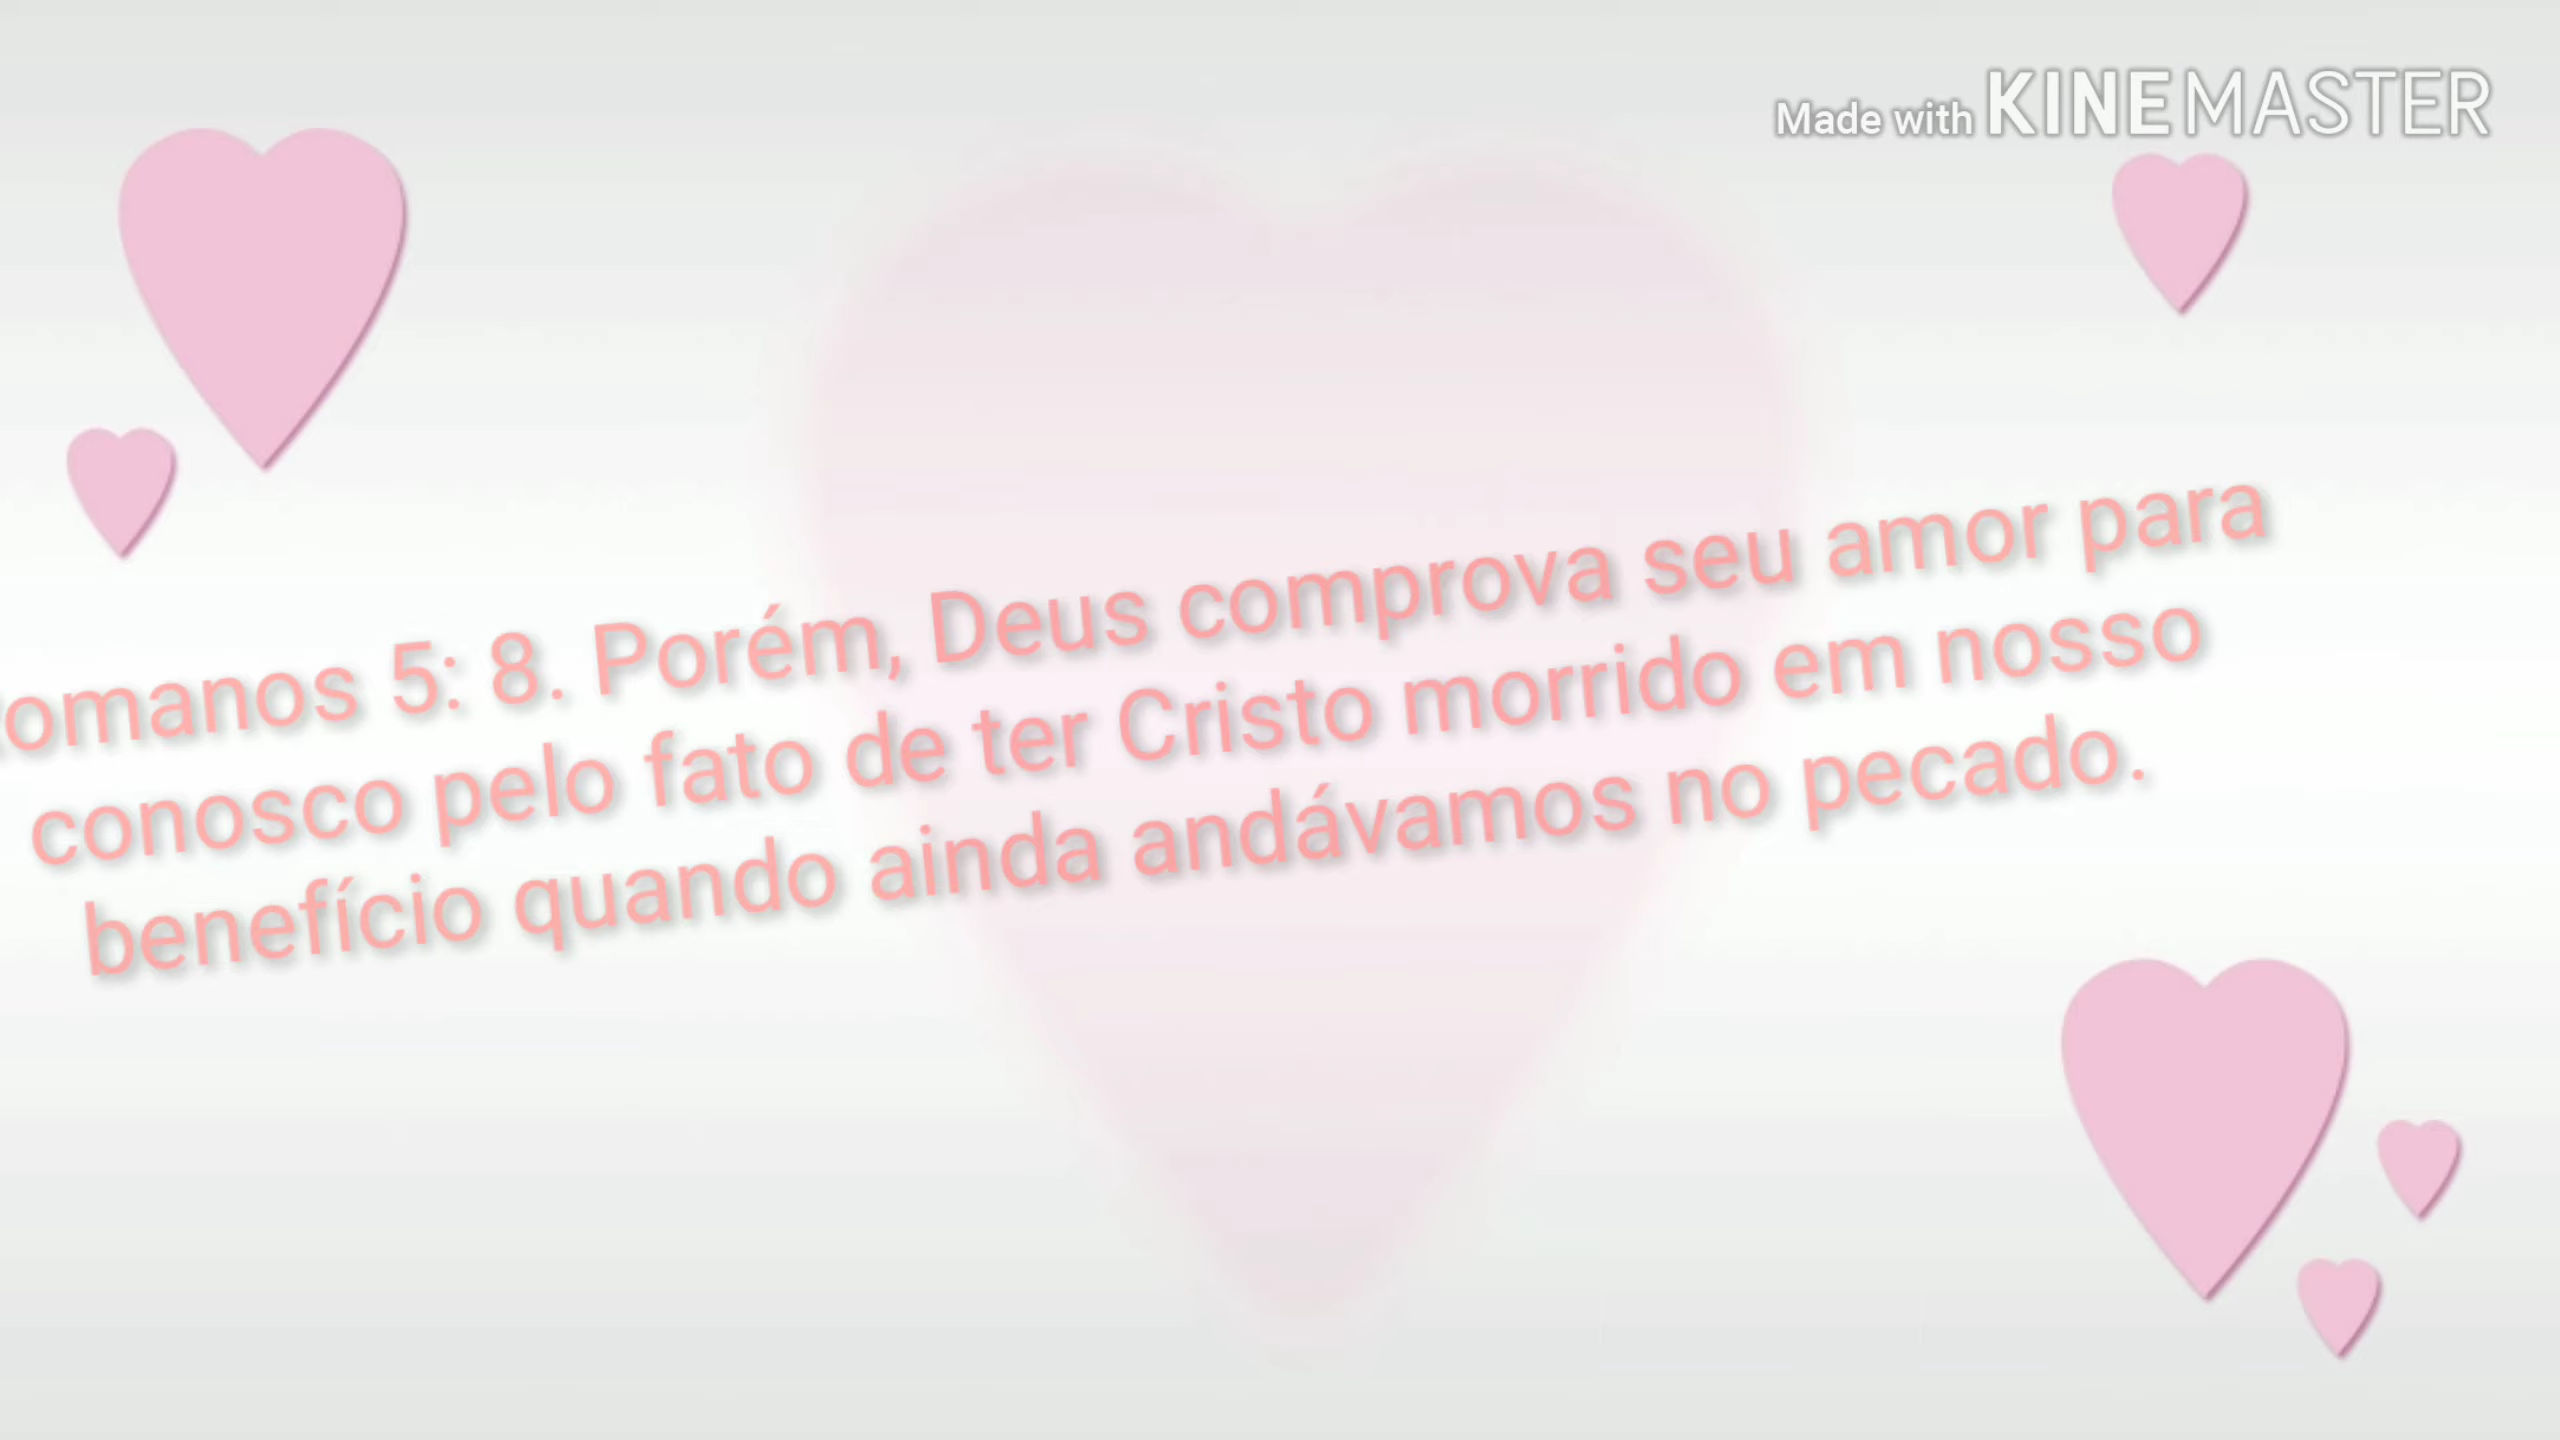 Made with KINEMASTER
omanos 5: 8. Porém, Deus comprova seu amor para
conosco pelo fato de ter Cristo morrido em nosso
benefício quando ainda andávamos no pecado.